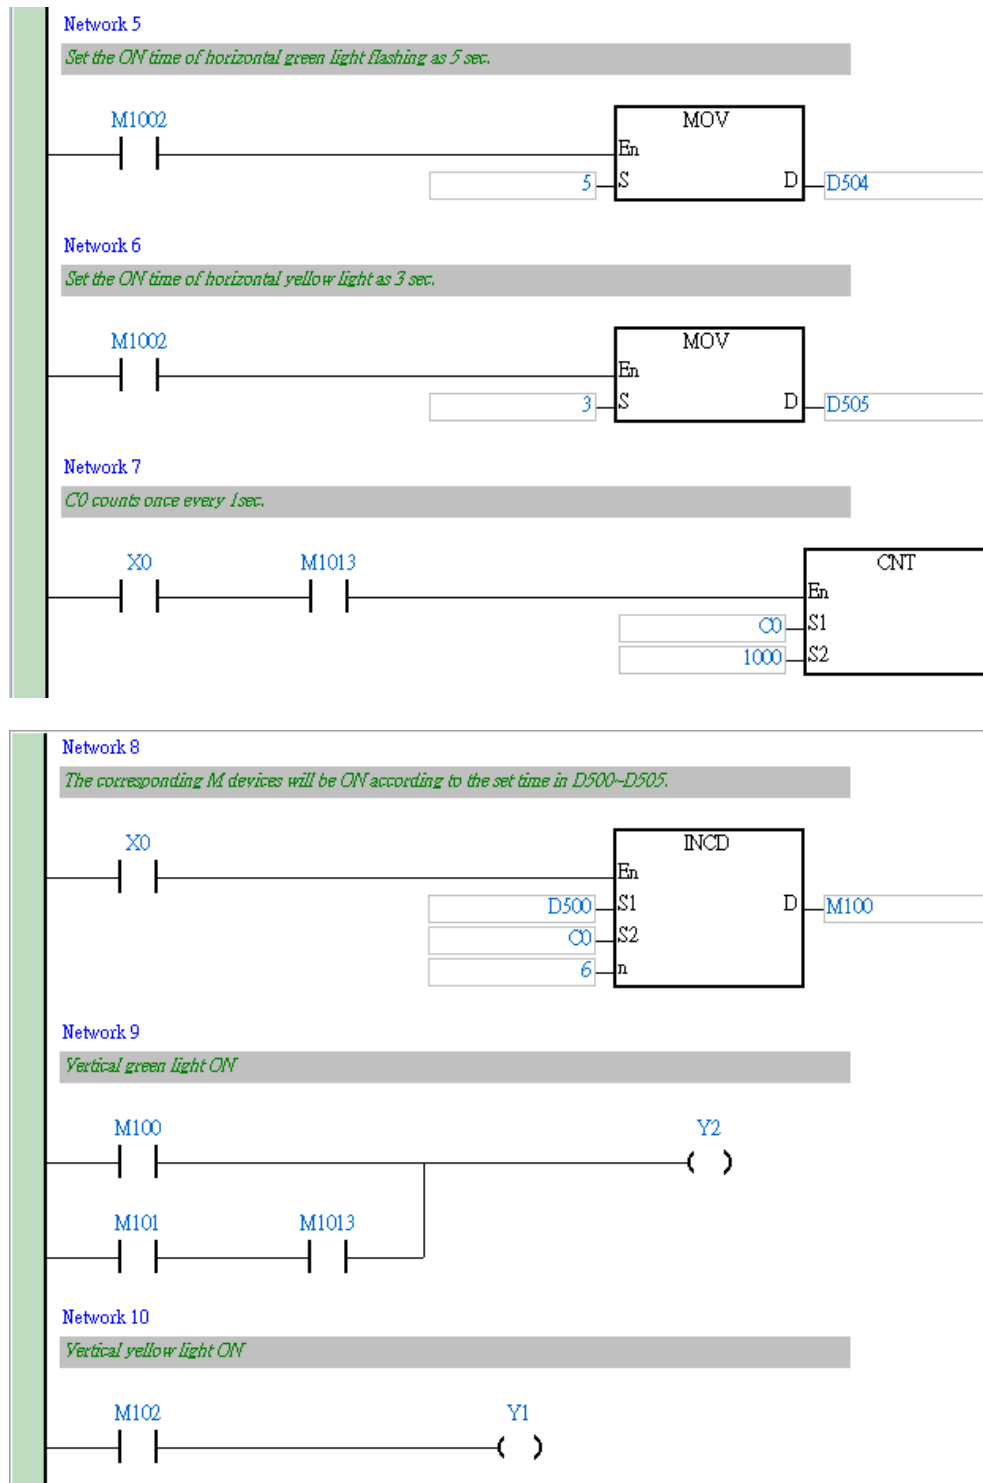 Network 5
Set the ON time of horizontal green light flashing as 5 sec.
M1002
MOV
En
5 S D D504
Network 6
Set the ON time of horizontal yellow light as 3 sec.
M1002
MOV
En
3 S D D505
Network 7
C0 counts once every 1sec.
X0 M1013 CNT
En
C0 S1
1000 S2
Network 8
The corresponding M devices will be ON according to the set time in D500~D505.
X0 INCD
En
D500 S1 D M100
C0 S2
6 n
Network 9
Vertical green light ON
M100 Y2
M101 M1013
Network 10
Vertical yellow light ON
M102 Y1